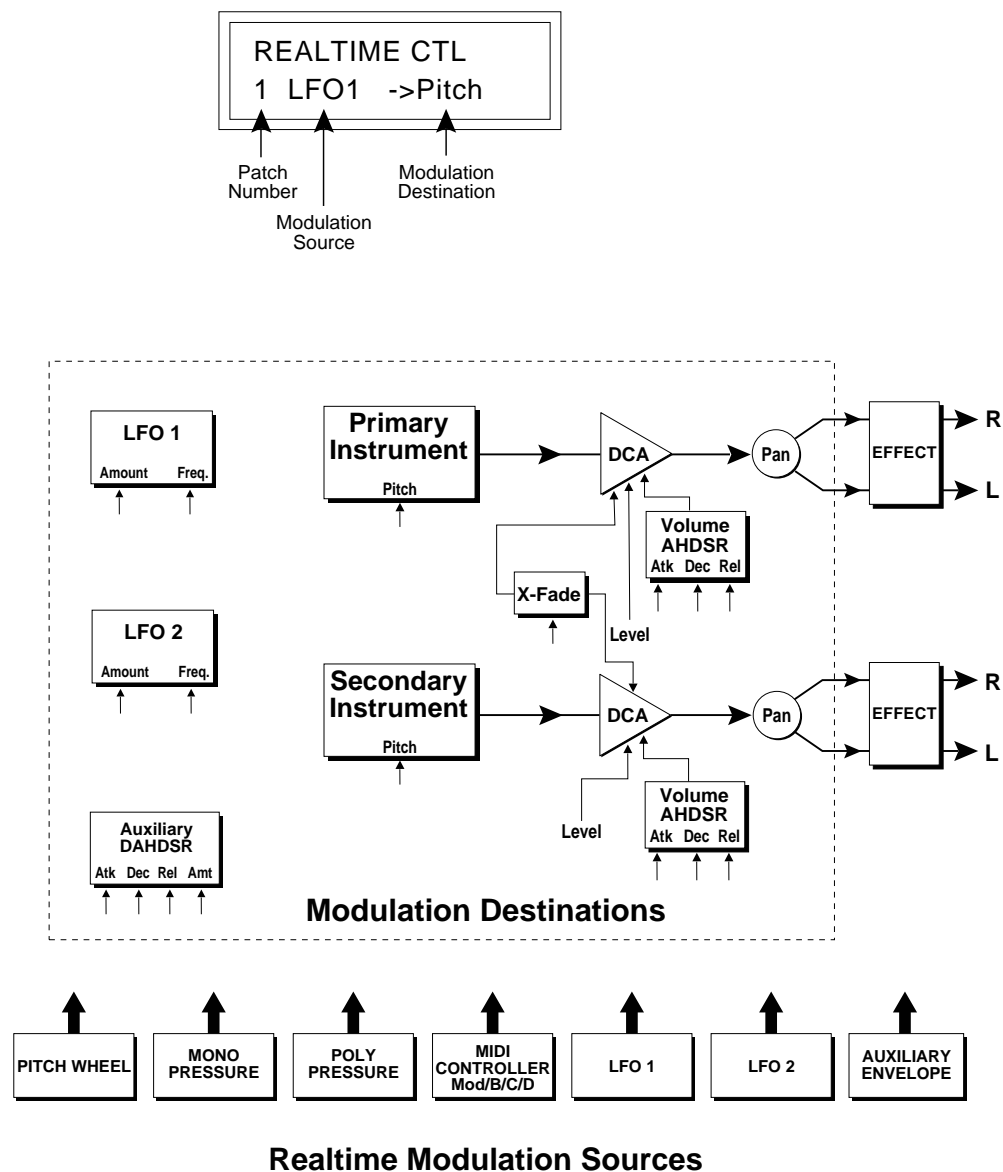 REALTIME CTL
1 LFO1 ->Pitch
Patch
Number
Modulation
Source
Modulation
Destination
LFO 1
Amount Freq.
Primary
Instrument
Pitch
DCA
Pan
EFFECT
R
L
Volume
AHDSR
Atk Dec Rel
X-Fade
Level
LFO 2
Amount Freq.
Secondary
Instrument
Pitch
DCA
Pan
EFFECT
R
L
Level
Volume
AHDSR
Atk Dec Rel
Auxiliary
DAHDSR
Atk Dec Rel Amt
Modulation Destinations
PITCH WHEEL
MONO
PRESSURE
POLY
PRESSURE
MIDI
CONTROLLER
Mod/B/C/D
LFO 1
LFO 2
AUXILIARY
ENVELOPE
Realtime Modulation Sources